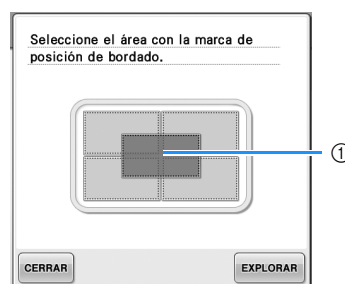 Seleccione el área con la marca de
posición de bordado.
①
CERRAR
EXPLORAR